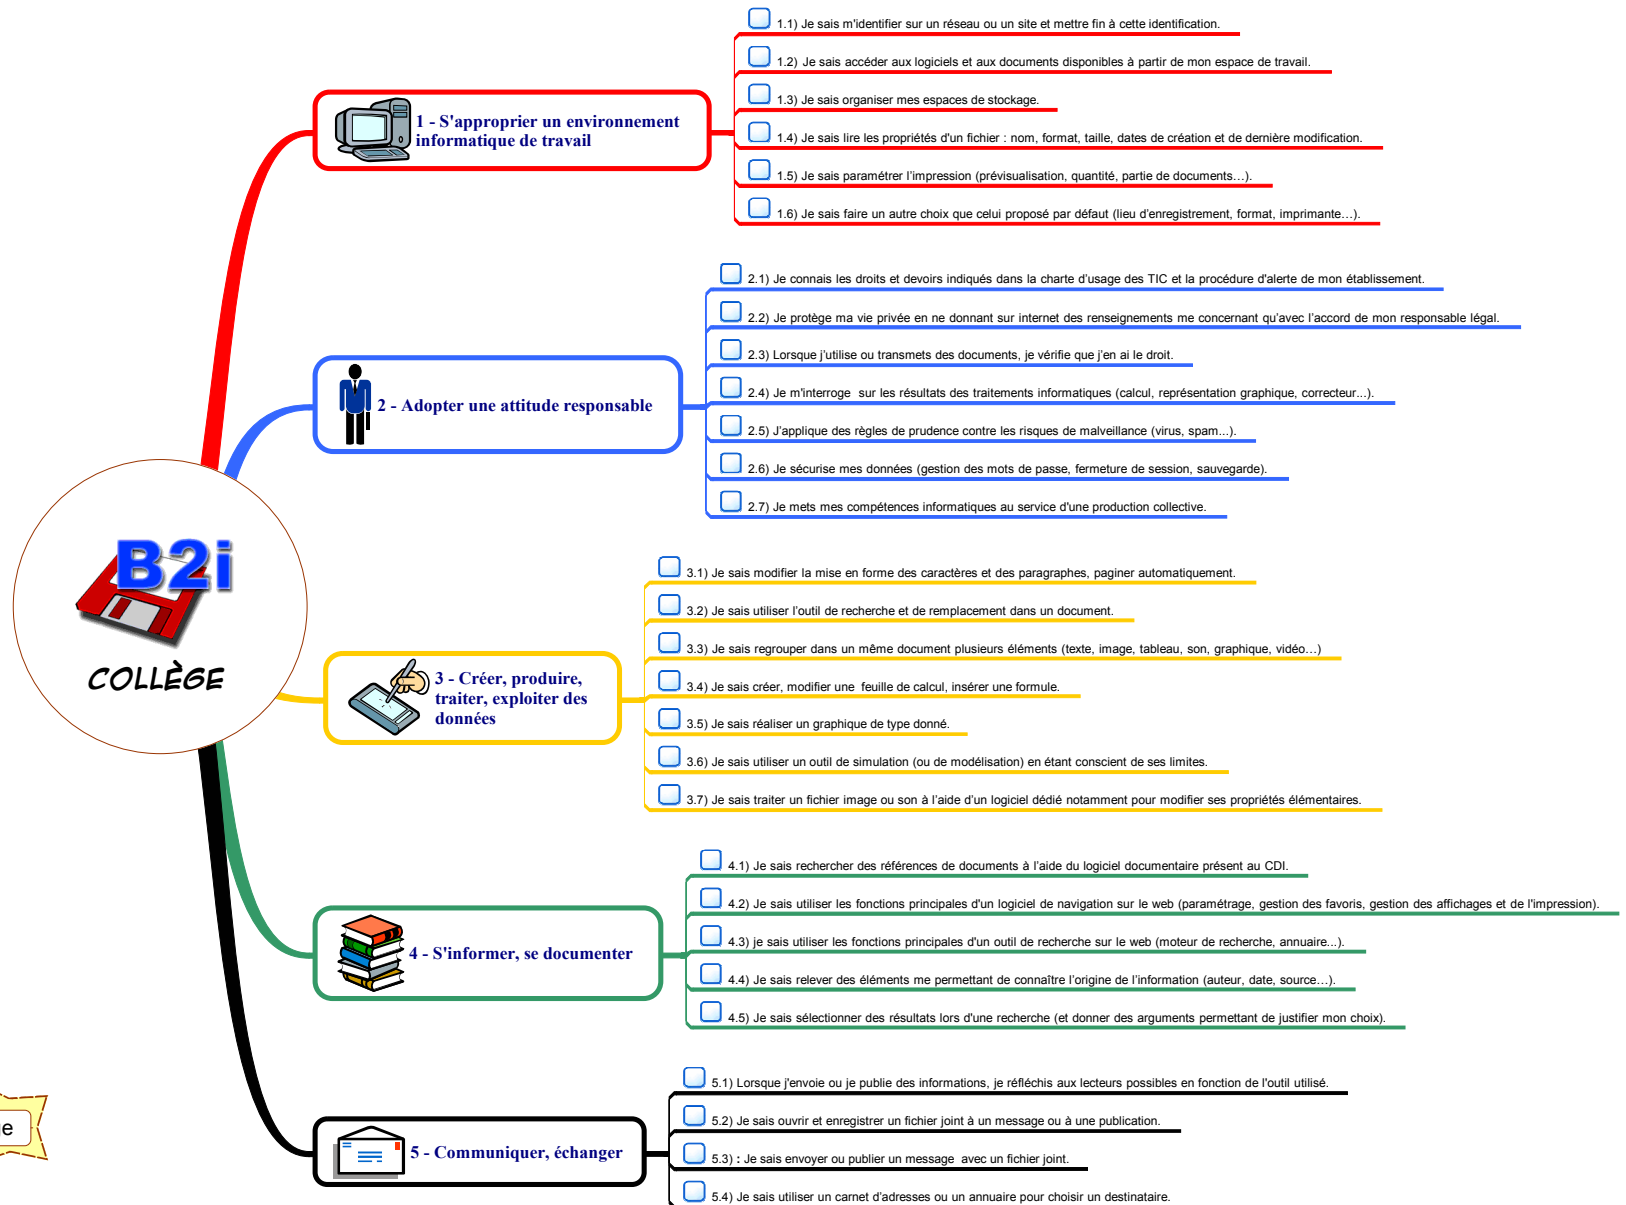 1.1) Je sais m'identifier sur un réseau ou un site et mettre fin à cette identification.
1.2) Je sais accéder aux logiciels et aux documents disponibles à partir de mon espace de travail.
1.3) Je sais organiser mes espaces de stockage.
1 - S'approprier un environnement
informatique de travail
1.4) Je sais lire les propriétés d'un fichier : nom, format, taille, dates de création et de dernière modification.
1.5) Je sais paramétrer l’impression (prévisualisation, quantité, partie de documents…).
1.6) Je sais faire un autre choix que celui proposé par défaut (lieu d’enregistrement, format, imprimante…).
2.1) Je connais les droits et devoirs indiqués dans la charte d’usage des TIC et la procédure d'alerte de mon établissement.
2.2) Je protège ma vie privée en ne donnant sur internet des renseignements me concernant qu’avec l’accord de mon responsable légal.
2.3) Lorsque j’utilise ou transmets des documents, je vérifie que j’en ai le droit.
2.4) Je m'interroge  sur les résultats des traitements informatiques (calcul, représentation graphique, correcteur...).
2 - Adopter une attitude responsable
2.5) J’applique des règles de prudence contre les risques de malveillance (virus, spam...).
2.6) Je sécurise mes données (gestion des mots de passe, fermeture de session, sauvegarde).
2.7) Je mets mes compétences informatiques au service d'une production collective.
B2i
COLLÈGE
3.1) Je sais modifier la mise en forme des caractères et des paragraphes, paginer automatiquement.
3.2) Je sais utiliser l’outil de recherche et de remplacement dans un document.
3.3) Je sais regrouper dans un même document plusieurs éléments (texte, image, tableau, son, graphique, vidéo…)
3 - Créer, produire,
traiter, exploiter des
données
3.4) Je sais créer, modifier une  feuille de calcul, insérer une formule.
3.5) Je sais réaliser un graphique de type donné.
3.6) Je sais utiliser un outil de simulation (ou de modélisation) en étant conscient de ses limites.
3.7) Je sais traiter un fichier image ou son à l’aide d’un logiciel dédié notamment pour modifier ses propriétés élémentaires.
4.1) Je sais rechercher des références de documents à l’aide du logiciel documentaire présent au CDI.
4.2) Je sais utiliser les fonctions principales d'un logiciel de navigation sur le web (paramétrage, gestion des favoris, gestion des affichages et de l'impression).
4.3) je sais utiliser les fonctions principales d'un outil de recherche sur le web (moteur de recherche, annuaire...).
4 - S'informer, se documenter
4.4) Je sais relever des éléments me permettant de connaître l’origine de l’information (auteur, date, source…).
4.5) Je sais sélectionner des résultats lors d'une recherche (et donner des arguments permettant de justifier mon choix).
5.1) Lorsque j'envoie ou je publie des informations, je réfléchis aux lecteurs possibles en fonction de l'outil utilisé.
5.2) Je sais ouvrir et enregistrer un fichier joint à un message ou à une publication.
5 - Communiquer, échanger
5.3) : Je sais envoyer ou publier un message  avec un fichier joint.
5.4) Je sais utiliser un carnet d’adresses ou un annuaire pour choisir un destinataire.